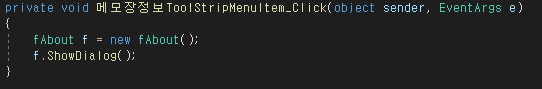 private void 메모장정보ToolStripMenuItem_Click(object sender, EventArgs e)
{
fAbout f = new fAbout();
f.ShowDialog();
}